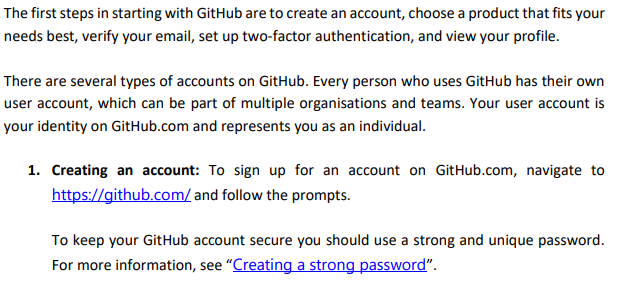 The first steps in starting with GitHub are to create an account, choose a product that fits your
needs best, verify your email, set up two-factor authentication, and view your profile.
There are several types of accounts on GitHub. Every person who uses GitHub has their own
user account, which can be part of multiple organisations and teams. Your user account is
your identity on GitHub.com and represents you as an individual.
1. Creating an account: To sign up for an account on GitHub.com, navigate to
https://github.com/ and follow the prompts.
To keep your GitHub account secure you should use a strong and unique password.
For more information, see “Creating a strong password”.